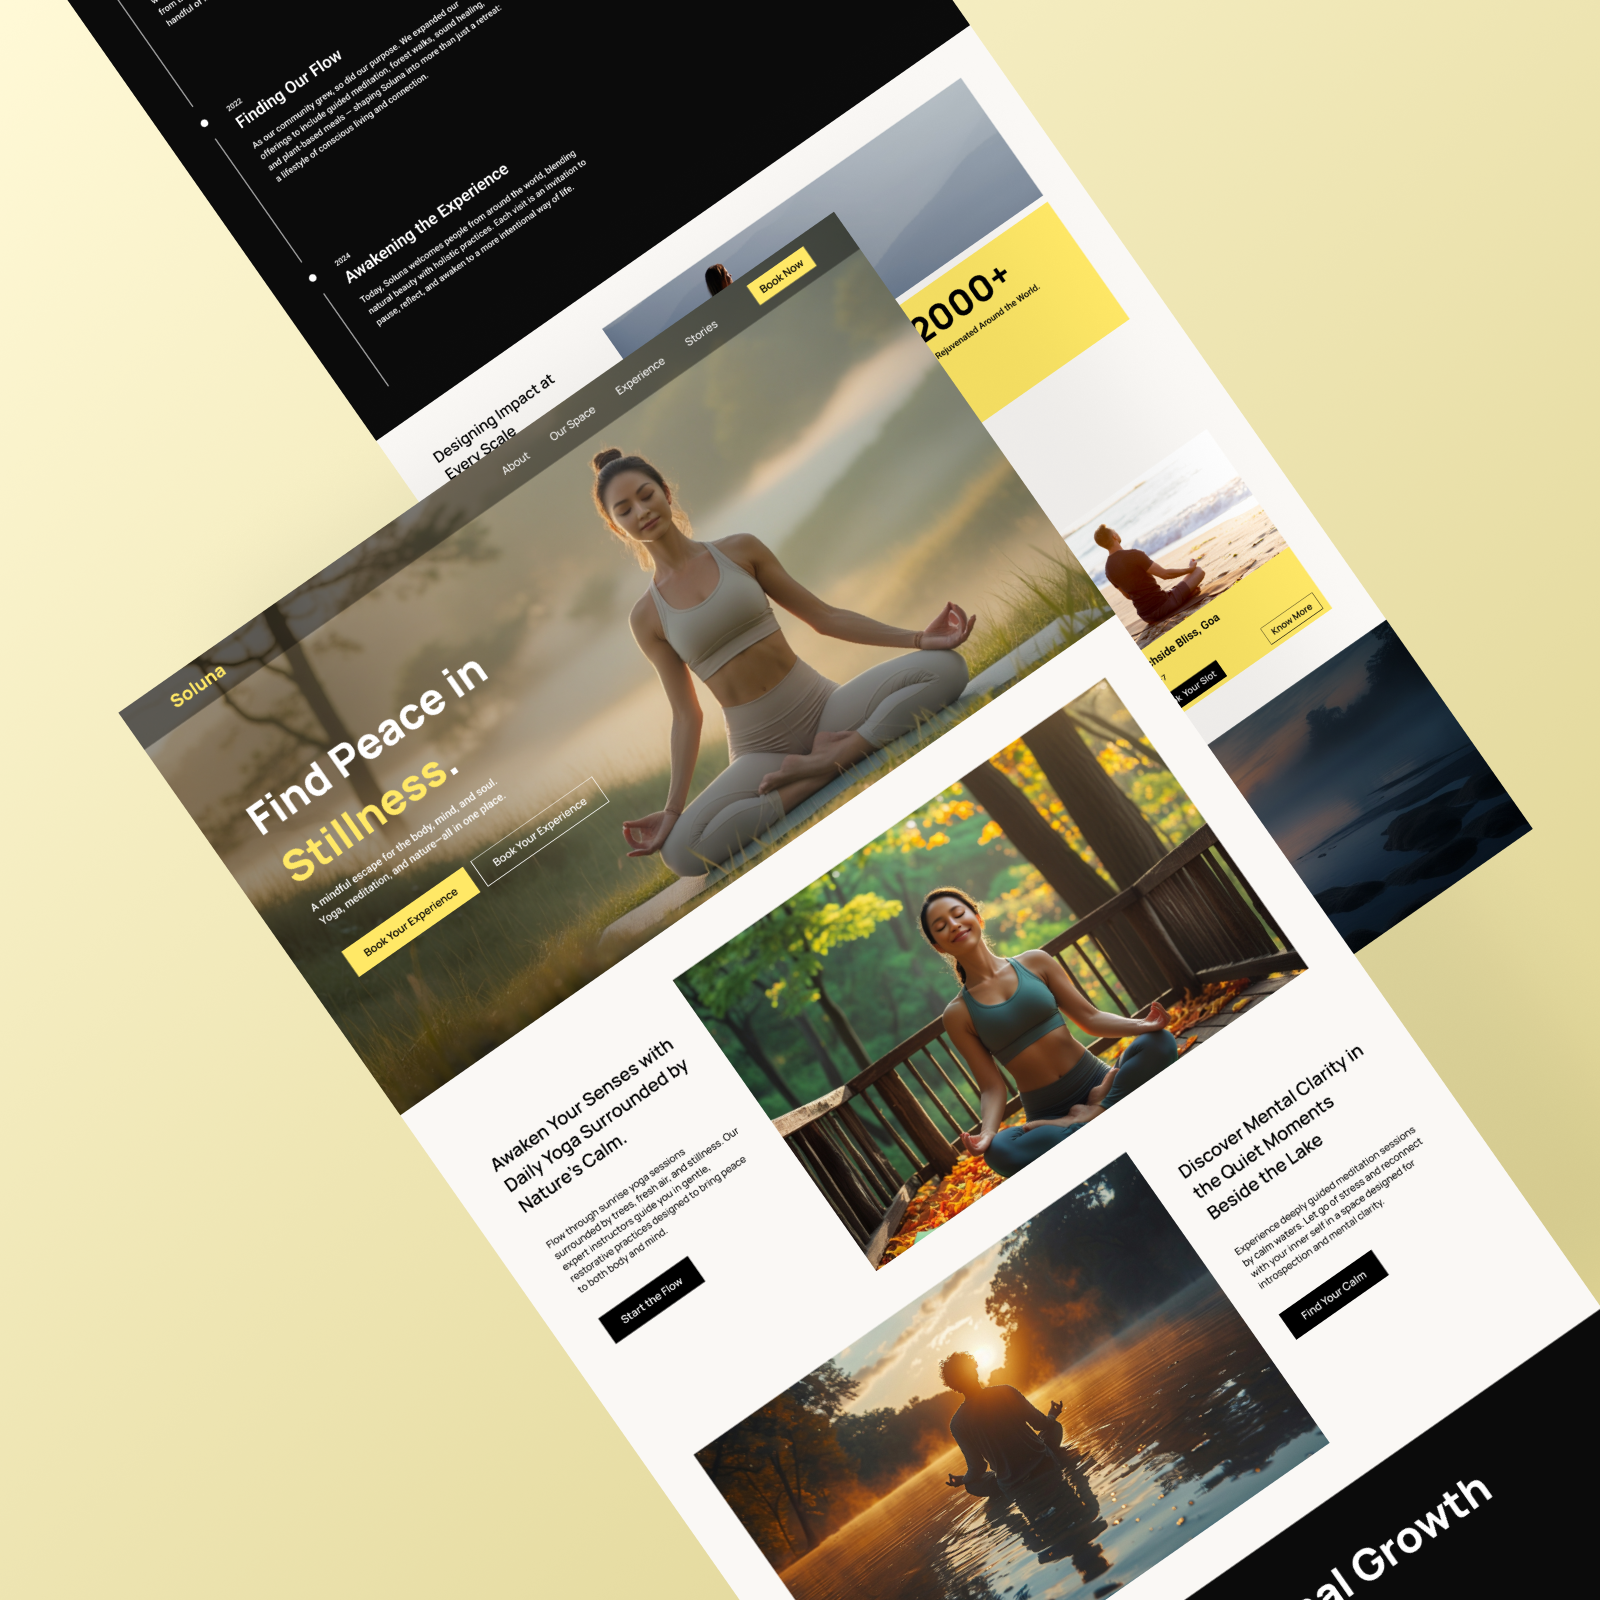 handful of
2022
Finding Our Flow
As our community grew, so did our purpose. We expanded our
offerings to include guided meditation, forest walks, sound healing,
and plant-based meals — shaping Soluna into more than just a retreat:
a lifestyle of conscious living and connection.
2024
Awakening the Experience
Today, Soluna welcomes people from around the world, blending
natural beauty with holistic practices. Each visit is an invitation to
pause, reflect, and awaken to a more intentional way of life.
Designing Impact at
Every Scale
2000+
Rejuvenated Around the World.
Bliss, Goa
Know More
Your Slot
Soluna
About
Our Space
Experience
Stories
Book Now
Find Peace in
Stillness.
A mindful escape for the body, mind, and soul.
Yoga, meditation, and nature—all in one place.
Book Your Experience
Book Your Experience
Awaken Your Senses with
Daily Yoga Surrounded by
Nature's Calm.
Flow through sunrise yoga sessions
surrounded by trees, fresh air, and stillness. Our
expert instructors guide you in gentle,
restorative practices designed to bring peace
to both body and mind.
Start the Flow
Discover Mental Clarity in
the Quiet Moments
Beside the Lake
Experience deeply guided meditation sessions
by calm waters. Let go of stress and reconnect
with your inner self in a space designed for
introspection and mental clarity.
Find Your Calm
Growth